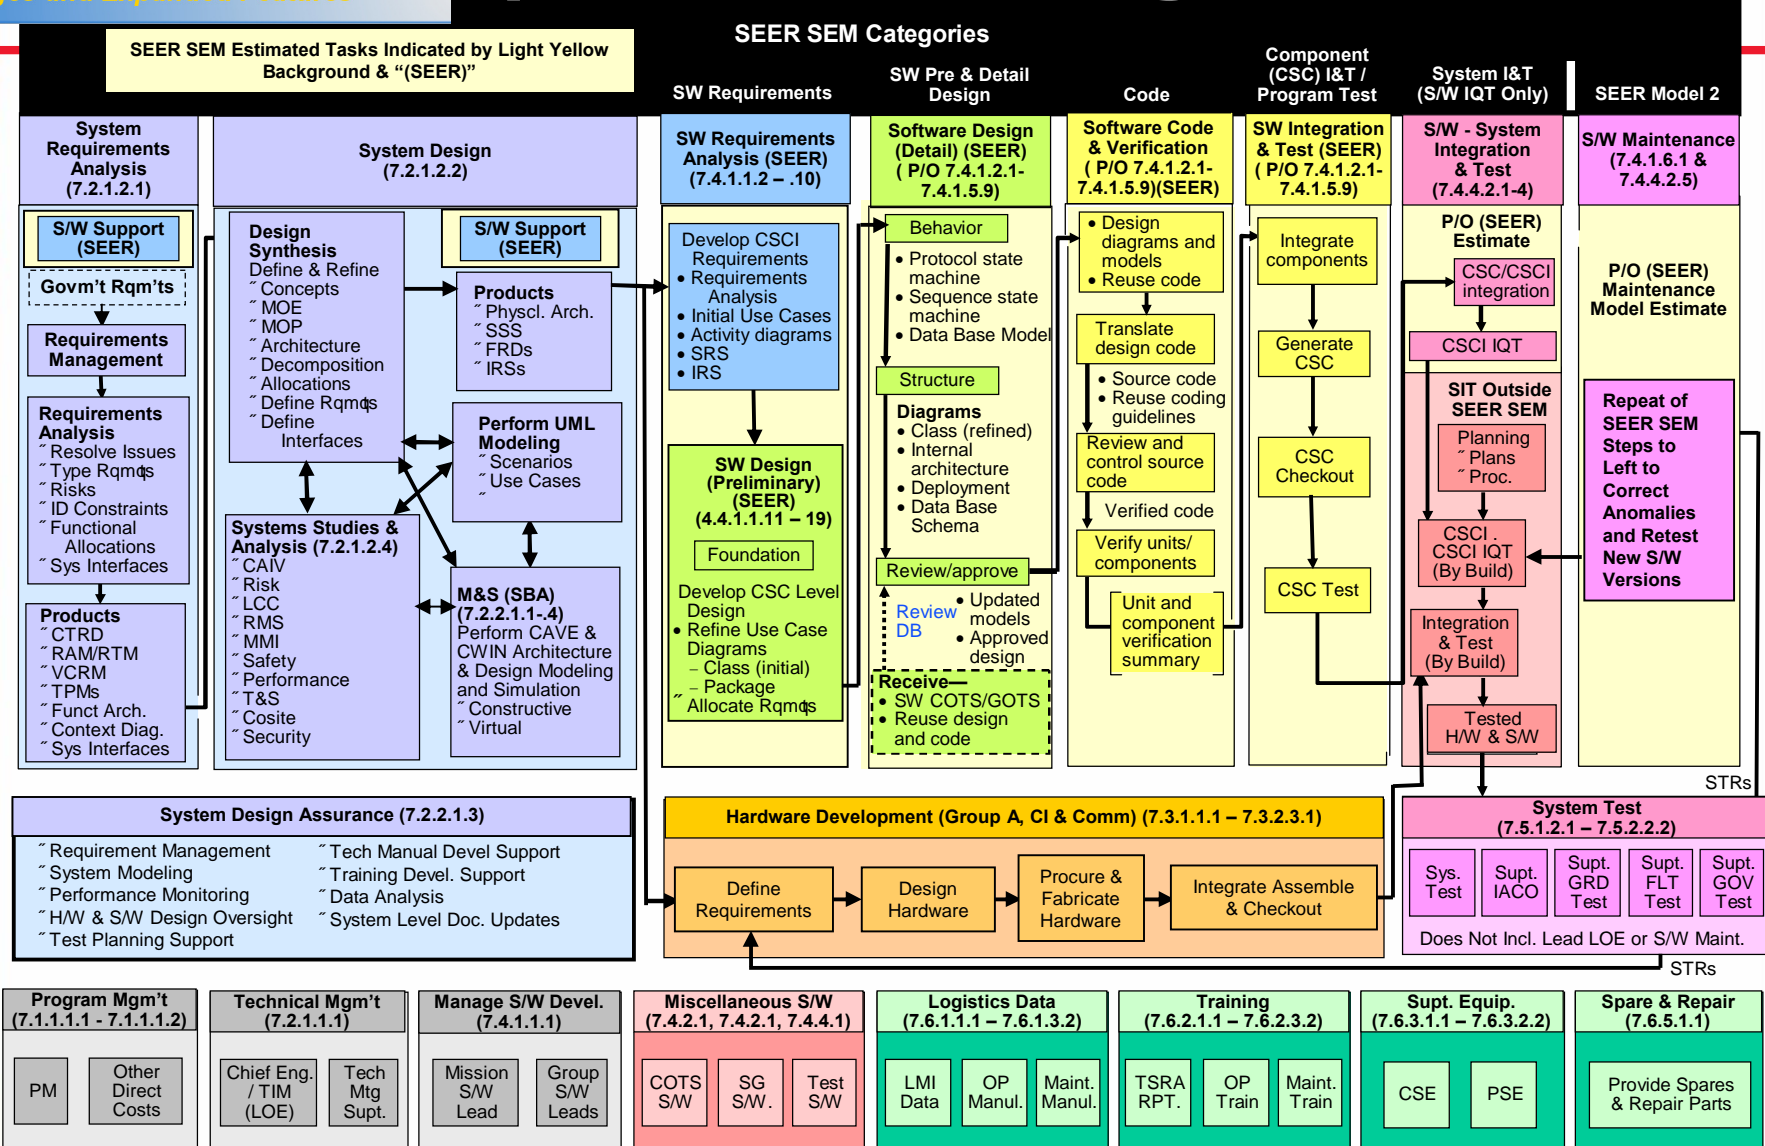 SEER SEM Estimated Tasks Indicated by Light Yellow
Background & “(SEER)”
SEER SEM Categories
SW Requirements
SW Pre & Detail
Design
Code
Component
(CSC) I&T /
Program Test
System I&T
(S/W IQT Only)
SEER Model 2
System
Requirements
Analysis
(7.2.1.2.1)
System Design
(7.2.1.2.2)
SW Requirements
Analysis (SEER)
(7.4.1.1.2 – .10)
Software Design
(Detail) (SEER)
( P/O 7.4.1.2.1-
7.4.1.5.9)
Software Code
& Verification
( P/O 7.4.1.2.1-
7.4.1.5.9)(SEER)
SW Integration
& Test (SEER)
( P/O 7.4.1.2.1-
7.4.1.5.9)
S/W - System
Integration
& Test
(7.4.4.2.1-4)
S/W Maintenance
(7.4.1.6.1 &
7.4.4.2.5)
S/W Support
(SEER)
Govm’t Rqm’ts
Requirements
Management
Requirements
Analysis
˝ Resolve Issues
˝ Type Rqmʤs
˝ Risks
˝ ID Constraints
˝ Functional
Allocations
˝ Sys Interfaces
Products
˝ CTRD
˝ RAM/RTM
˝ VCRM
˝ TPMs
˝ Funct Arch.
˝ Context Diag.
˝ Sys Interfaces
Design
Synthesis
Define & Refine
˝ Concepts
˝ MOE
˝ MOP
˝ Architecture
˝ Decomposition
˝ Allocations
˝ Define Rqmʤs
˝ Define
Interfaces
S/W Support
(SEER)
Products
˝ Physcl. Arch.
˝ SSS
˝ FRDs
˝ IRSs
Perform UML
Modeling
˝ Scenarios
˝ Use Cases
˝
Systems Studies &
Analysis (7.2.1.2.4)
˝ CAIV
˝ Risk
˝ LCC
˝ RMS
˝ MMI
˝ Safety
˝ Performance
˝ T&S
˝ Cosite
˝ Security
M&S (SBA)
(7.2.2.1.1-.4)
Perform CAVE &
CWIN Architecture
& Design Modeling
and Simulation
˝ Constructive
˝ Virtual
Develop CSCI
Requirements
• Requirements
Analysis
• Initial Use Cases
• Activity diagrams
• SRS
• IRS
SW Design
(Preliminary)
(SEER)
(4.4.1.1.11 – 19)
Foundation
Develop CSC Level
Design
• Refine Use Case
Diagrams
– Class (initial)
– Package
˝ Allocate Rqmʤs
Behavior
• Protocol state
machine
• Sequence state
machine
• Data Base Model
Structure
Diagrams
• Class (refined)
• Internal
architecture
• Deployment
• Data Base
Schema
Review/approve
Review
DB
• Updated
models
• Approved
design
Receive—
• SW COTS/GOTS
• Reuse design
and code
• Design
diagrams and
models
• Reuse code
Translate
design code
• Source code
• Reuse coding
guidelines
Review and
control source
code
Verified code
Verify units/
components
Unit and
component
verification
summary
Integrate
components
Generate
CSC
CSC
Checkout
CSC Test
P/O (SEER)
Estimate
CSC/CSCI
integration
CSCI IQT
SIT Outside
SEER SEM
Planning
˝ Plans
˝ Proc.
CSCI .
CSCI IQT
(By Build)
Integration
& Test
(By Build)
Tested
H/W & S/W
P/O (SEER)
Maintenance
Model Estimate
Repeat of
SEER SEM
Steps to
Left to
Correct
Anomalies
and Retest
New S/W
Versions
STRs
System Design Assurance (7.2.2.1.3)
˝ Requirement Management
˝ System Modeling
˝ Performance Monitoring
˝ H/W & S/W Design Oversight
˝ Test Planning Support
˝ Tech Manual Devel Support
˝ Training Devel. Support
˝ Data Analysis
˝ System Level Doc. Updates
Hardware Development (Group A, CI & Comm) (7.3.1.1.1 – 7.3.2.3.1)
Define
Requirements
Design
Hardware
Procure &
Fabricate
Hardware
Integrate Assemble
& Checkout
System Test
(7.5.1.2.1 – 7.5.2.2.2)
Sys.
Test
Supt.
IACO
Supt.
GRD
Test
Supt.
FLT
Test
Supt.
GOV
Test
Does Not Incl. Lead LOE or S/W Maint.
STRs
Program Mgm’t
(7.1.1.1.1 - 7.1.1.1.2)
PM
Other
Direct
Costs
Technical Mgm’t
(7.2.1.1.1)
Chief Eng.
/ TIM
(LOE)
Tech
Mtg
Supt.
Manage S/W Devel.
(7.4.1.1.1)
Mission
S/W
Lead
Group
S/W
Leads
Miscellaneous S/W
(7.4.2.1, 7.4.2.1, 7.4.4.1)
COTS
S/W
SG
S/W.
Test
S/W
Logistics Data
(7.6.1.1.1 – 7.6.1.3.2)
LMI
Data
OP
Manul.
Maint.
Manul.
Training
(7.6.2.1.1 – 7.6.2.3.2)
TSRA
RPT.
OP
Train
Maint.
Train
Supt. Equip.
(7.6.3.1.1 – 7.6.3.2.2)
CSE
PSE
Spare & Repair
(7.6.5.1.1)
Provide Spares
& Repair Parts